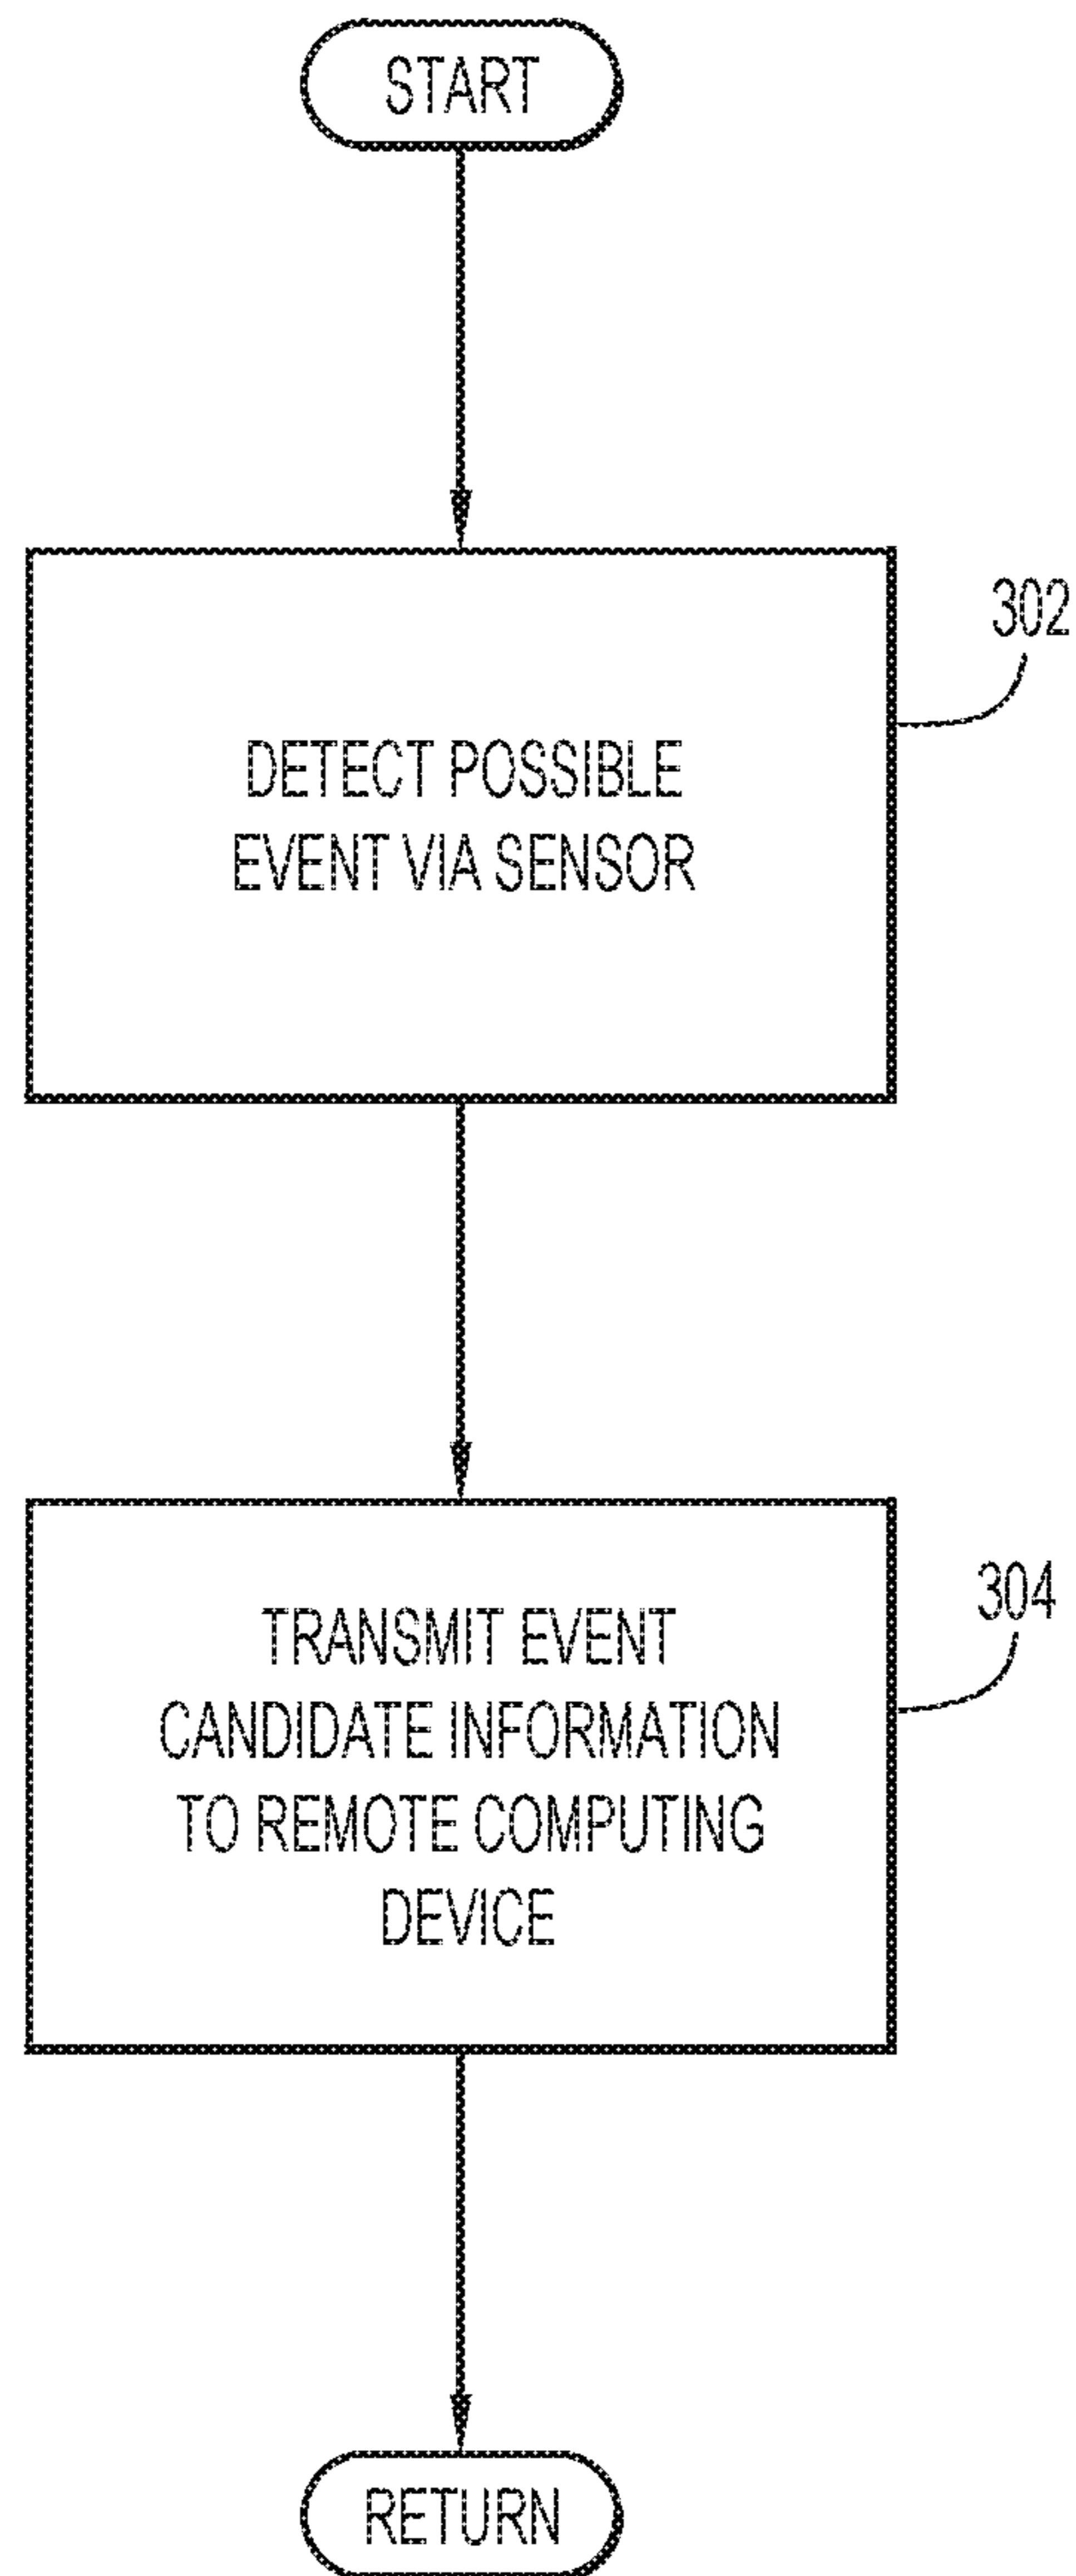 START
302
DETECT POSSIBLE
EVENT VIA SENSOR
304
TRANSMIT EVENT
CANDIDATE INFORMATION
TO REMOTE COMPUTING
DEVICE
RETURN